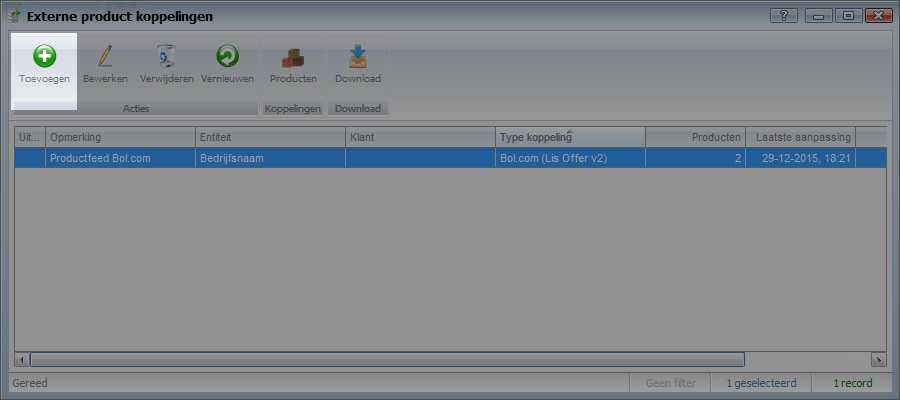 Externe product koppelingen
?
Toevoegen Bewerken Verwijderen Vernieuwen Producten Download
Acties Koppelingen Download
Uit... Opmerking Entiteit Klant Type koppeling Producten Laatste aanpassing
Productfeed Bol.com Bedrijfsnaam Bol.com (Lis Offer v2) 2 29-12-2015, 18:21
Gereed Geen filter 1 geselecteerd 1 record